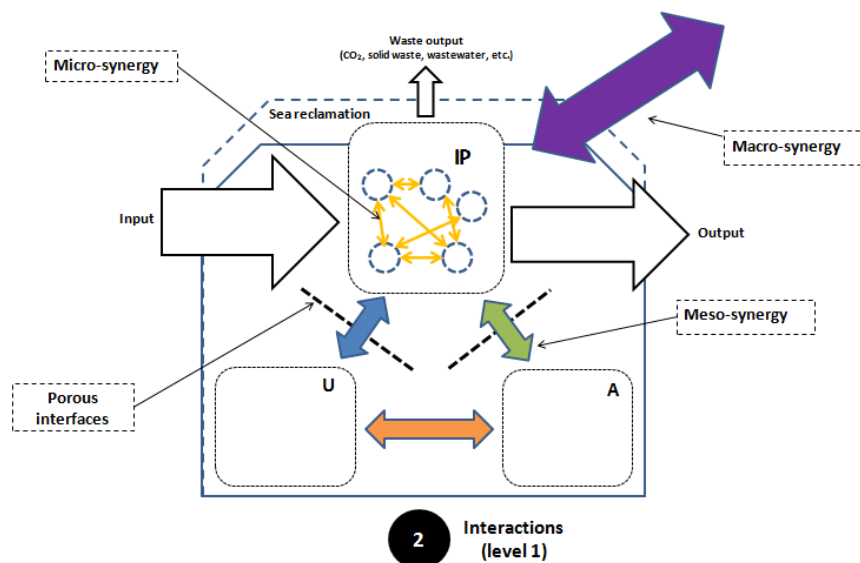 Waste output
(CO₂, solid waste, wastewater, etc.)
Micro-synergy
Sea reclamation
IP
Macro-synergy
Input
Output
Meso-synergy
U
A
Porous
interfaces
2
Interactions
(level 1)